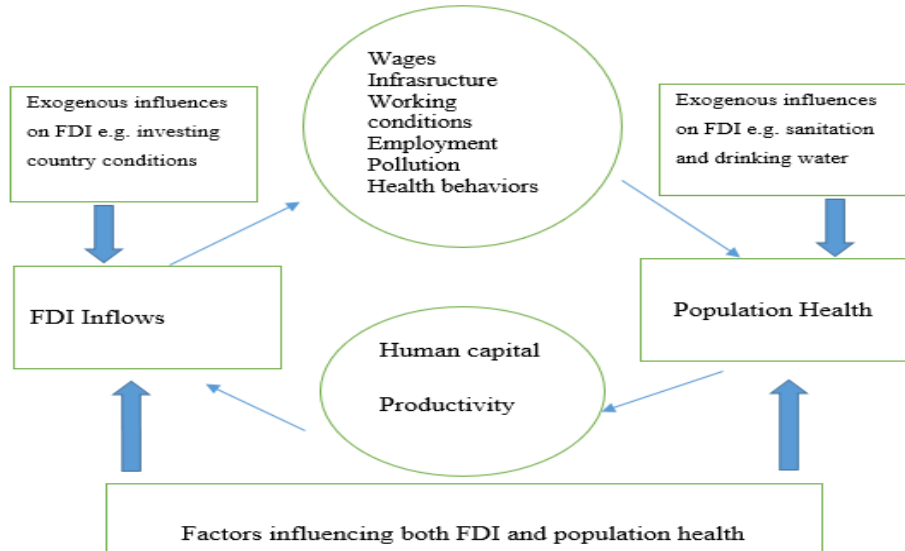 Wages
Infrasructure
Working
conditions
Employment
Pollution
Health behaviors
Exogenous influences
on FDI e.g. investing
country conditions
Exogenous influences
on FDI e.g. sanitation
and drinking water
FDI Inflows
Population Health
Human capital
Productivity
Factors influencing both FDI and population health